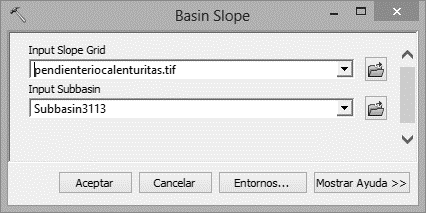 Basin Slope
Input Slope Grid
pendienteriocalenturitas.tif
Input Subbasin
Subbasin3113
Aceptar
Cancelar
Entornos...
Mostrar Ayuda >>